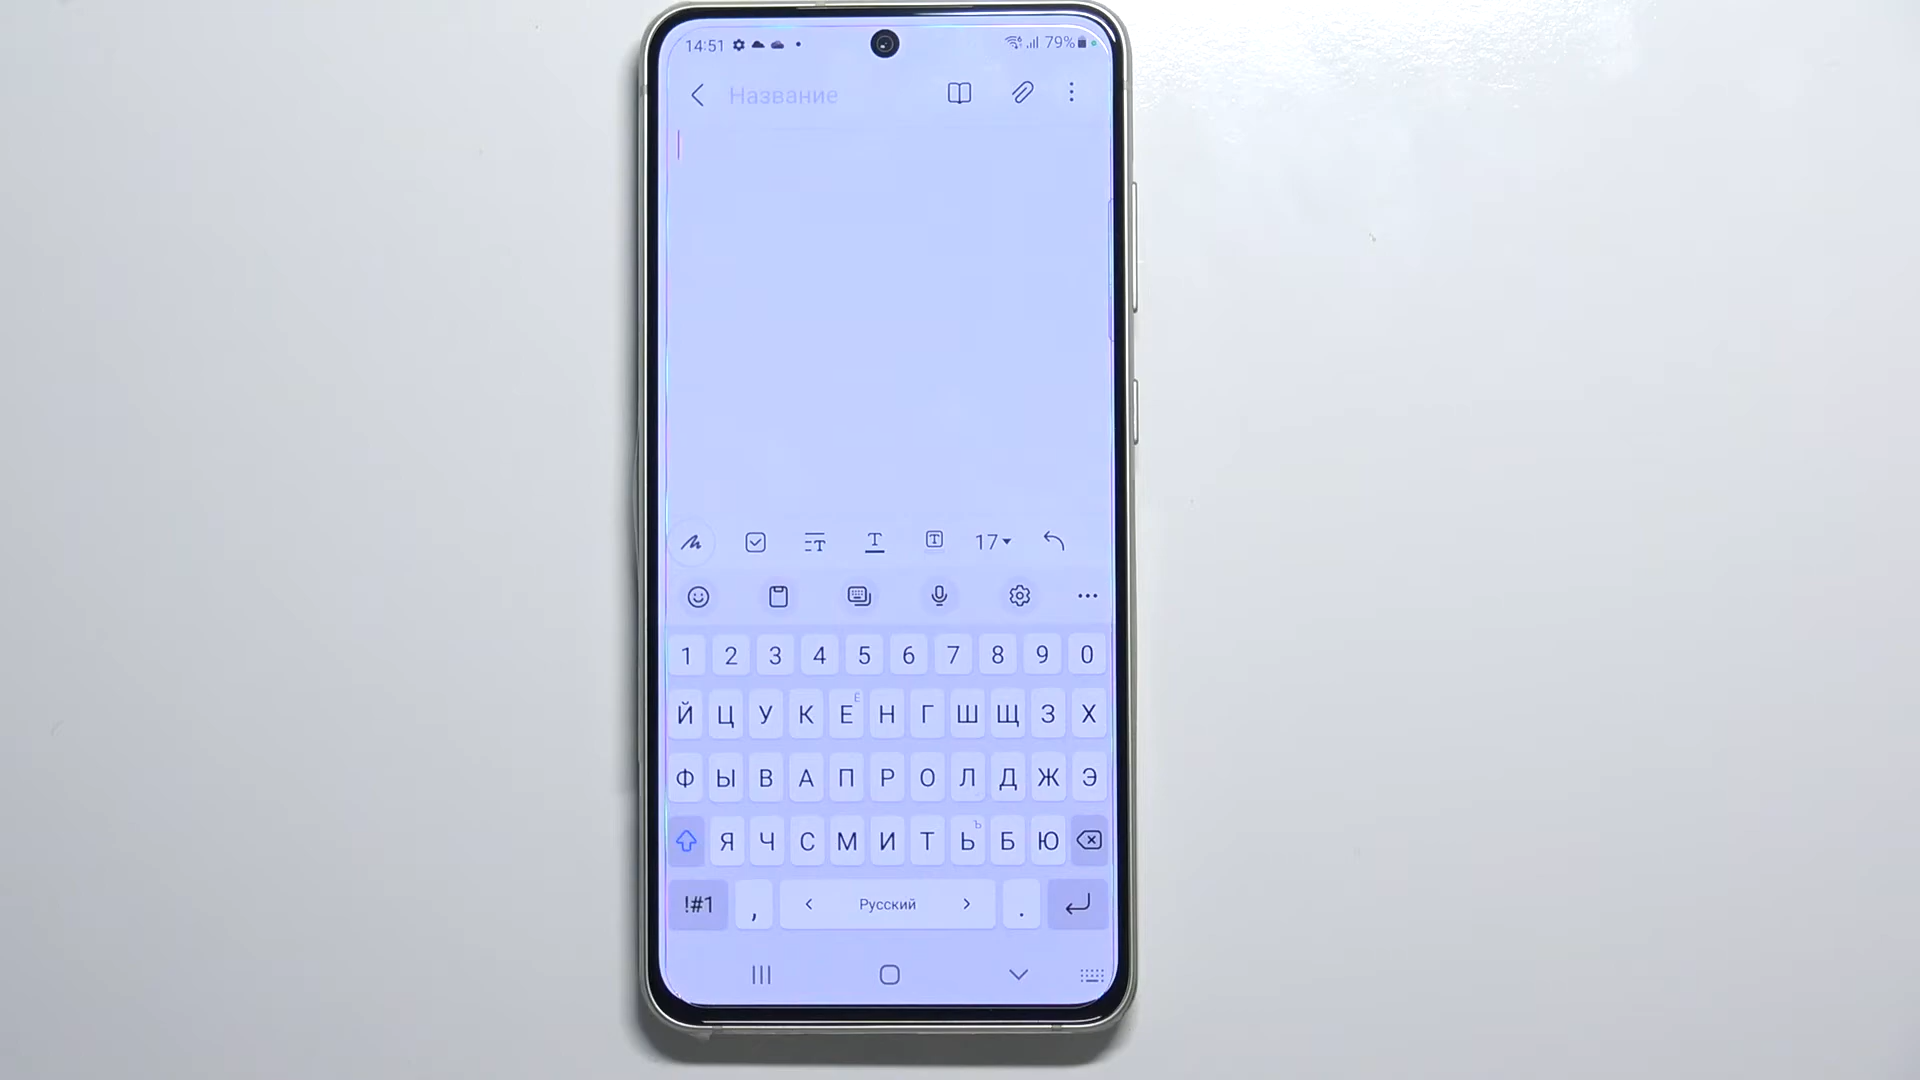 14:51 79%
Название
17
1 2 3 4 5 6 7 8 9 0
Й Ц У К Е Ё Н Г Ш Щ З Х
Ф Ы В А П Р О Л Д Ж Э
Я Ч С М И Т Ь Ъ Б Ю
!#1 , < Русский > .